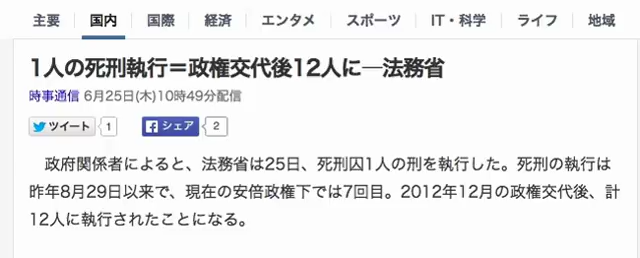 主要 国内 国際 経済 エンタメ スポーツ IT・科学 ライフ 地域
1人の死刑執行＝政権交代後12人に―法務省
時事通信 6月25日(木)10時49分配信
ツイート 1 シェア 2
政府関係者によると、法務省は25日、死刑囚1人の刑を執行した。死刑の執行は
昨年8月29日以来で、現在の安倍政権下では7回目。2012年12月の政権交代後、計
12人に執行されたことになる。